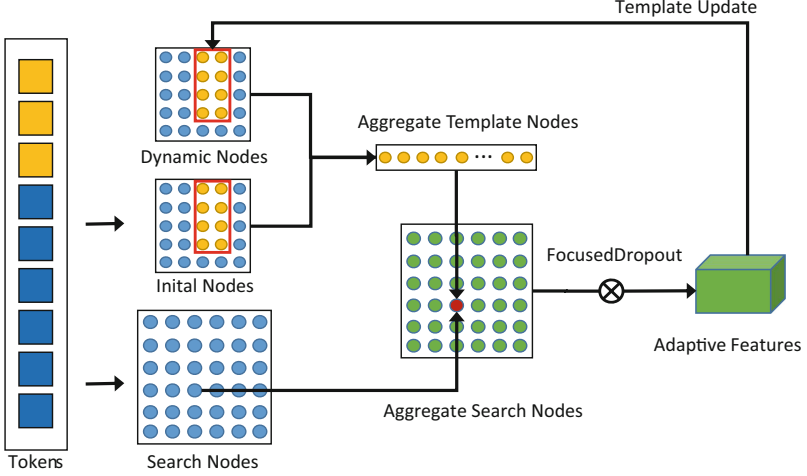 Template Update
Dynamic Nodes
Aggregate Template Nodes
...
Inital Nodes
FocusedDropout
Adaptive Features
Aggregate Search Nodes
Tokens
Search Nodes